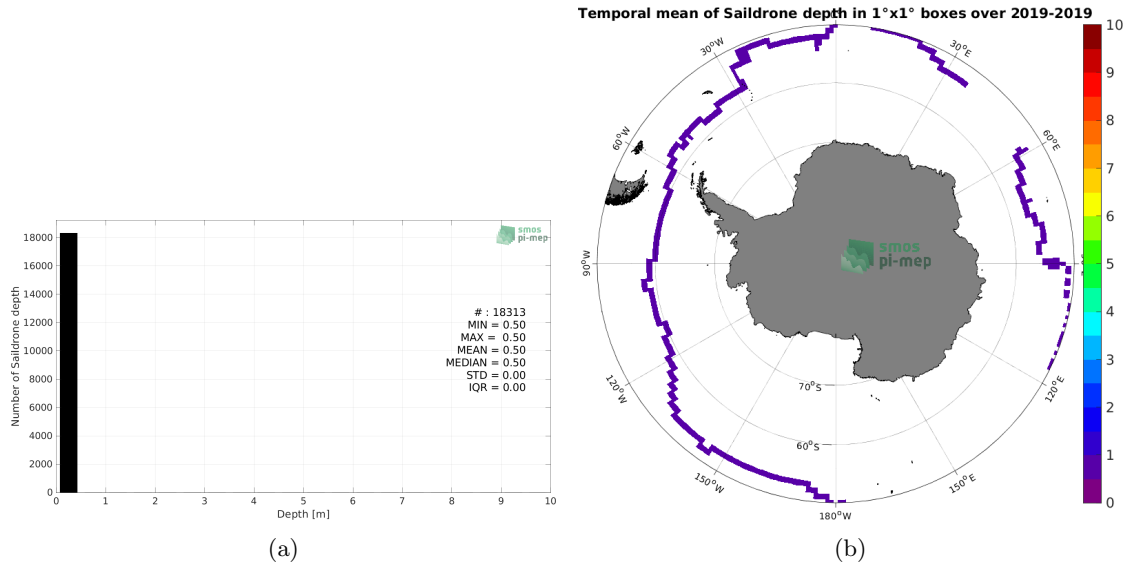 Temporal mean of Saildrone depth in 1°x1° boxes over 2019-2019
18000
16000
14000
12000
10000
8000
6000
4000
2000
0
Number of Saildrone depth
0 1 2 3 4 5 6 7 8 9 10
Depth [m]
smos
pi-mep
# : 18313
MIN = 0.50
MAX = 0.50
MEAN = 0.50
MEDIAN = 0.50
STD = 0.00
IQR = 0.00
(a)
30°W
30°E
60°W
60°E
90°W
120°W
120°E
150°W
150°E
180°W
70°S
60°S
smos
pi-mep
10
9
8
7
6
5
4
3
2
1
0
(b)